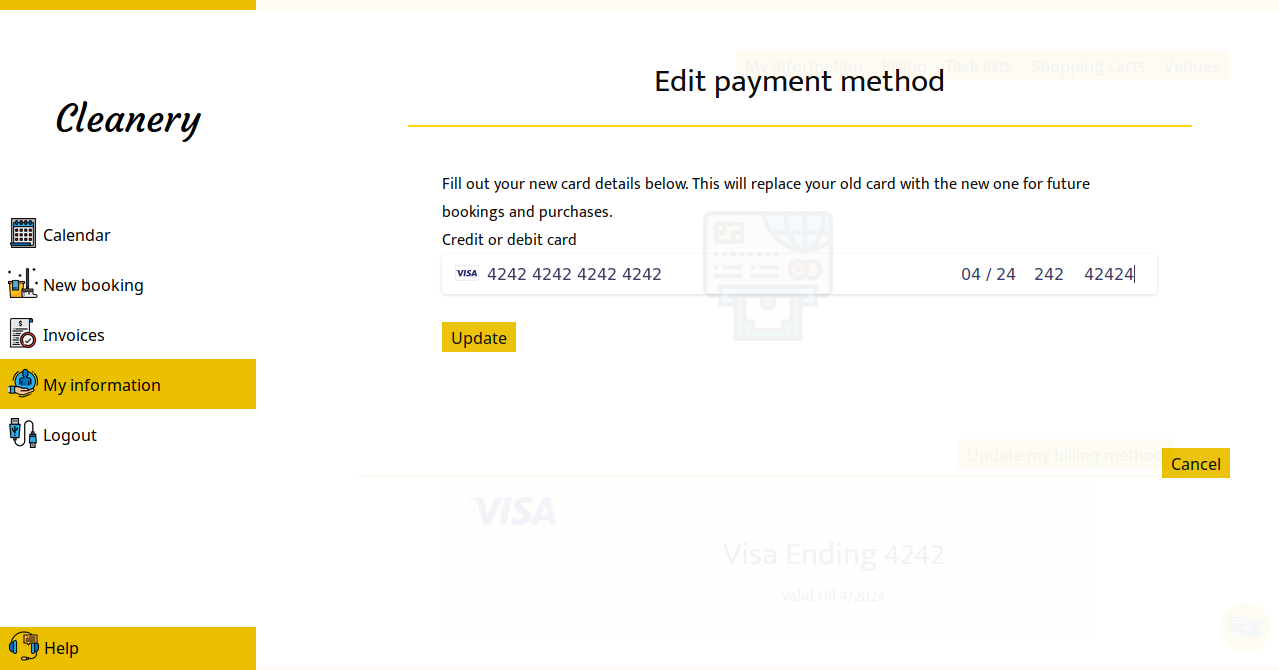 My information Billing Task lists Shopping carts Venues
Edit payment method
Cleanery
Fill out your new card details below. This will replace your old card with the new one for future
bookings and purchases.
Credit or debit card
Calendar
VISA 4242 4242 4242 4242 04 / 24 242 42424
New booking
Invoices
Update
My information
Logout
Update my billing method
Cancel
VISA
Visa Ending 4242
Valid till 4/2024
Help